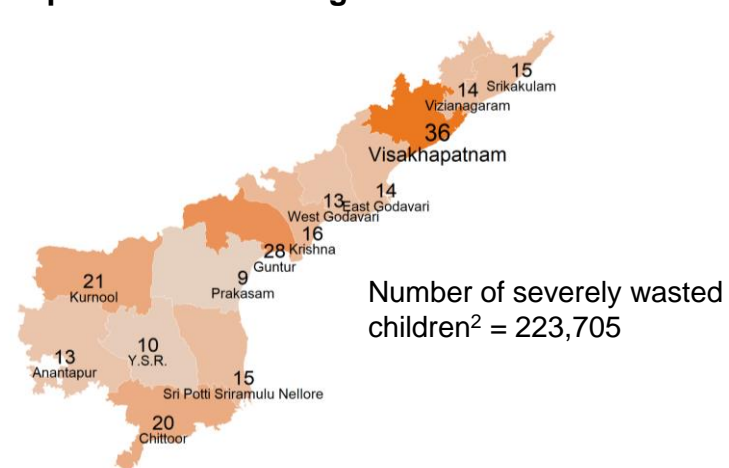 15
Srikakulam
14
Vizianagaram
36
Visakhapatnam
14
East Godavari
13
West Godavari
16
Krishna
28
Guntur
9
Prakasam
21
Kurnool
10
Y.S.R.
13
Anantapur
15
Sri Potti Sriramulu Nellore
20
Chittoor
Number of severely wasted
children² = 223,705